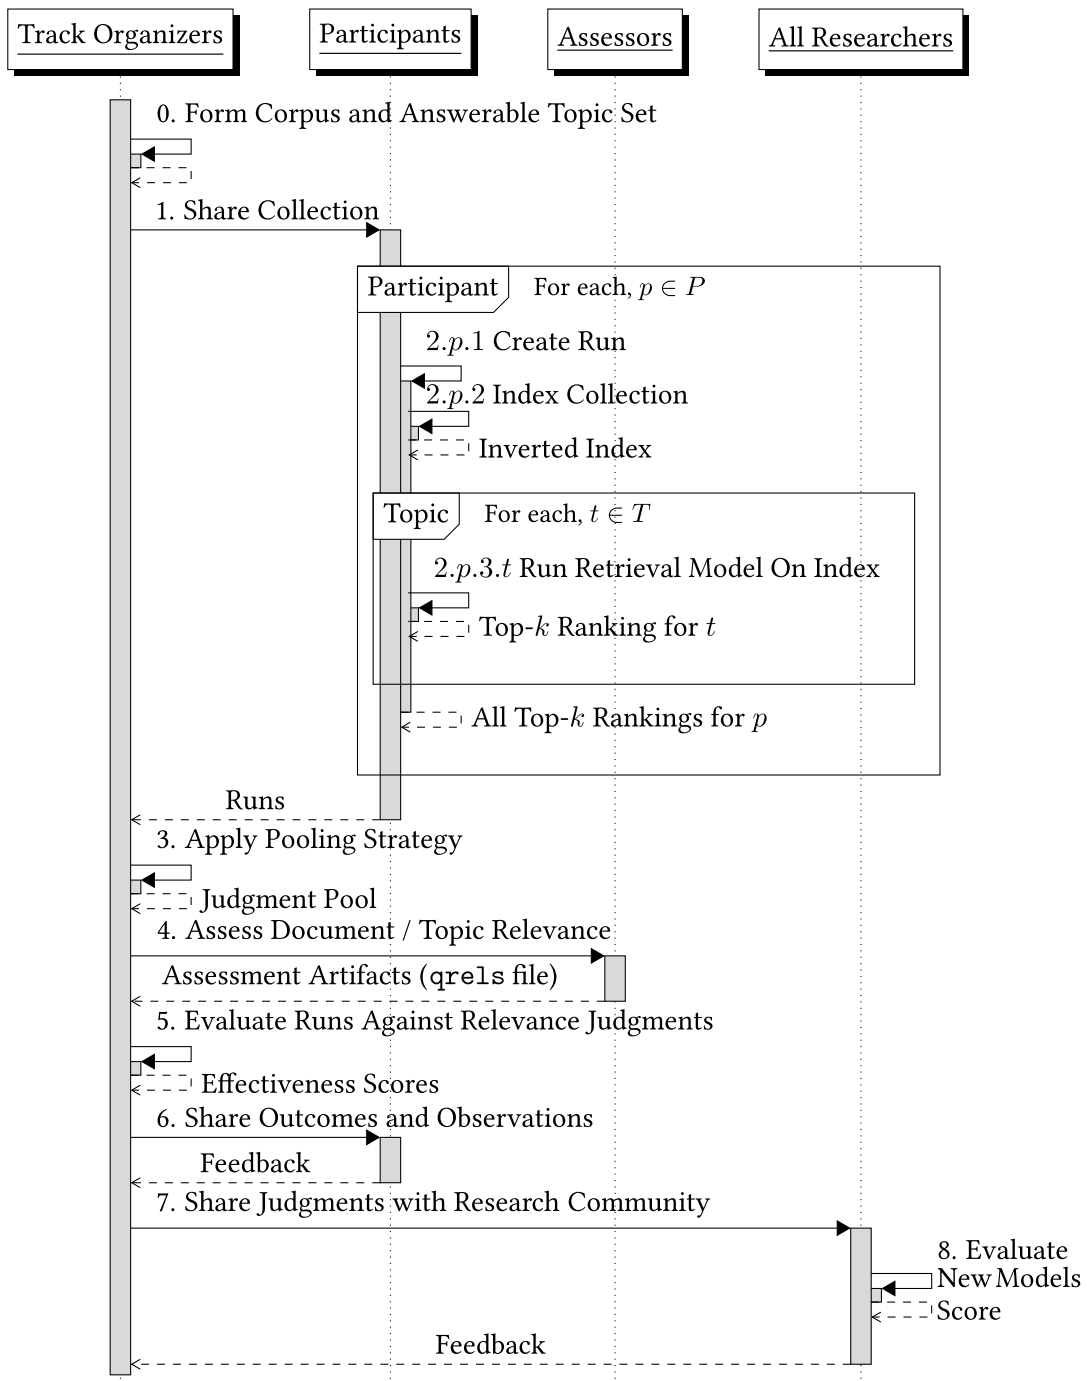 Track Organizers
Participants
Assessors
All Researchers
0. Form Corpus and Answerable Topic Set
1. Share Collection
Participant
For each, p ∈ P
2.p.1 Create Run
2.p.2 Index Collection
Inverted Index
Topic
For each, t ∈ T
2.p.3.t Run Retrieval Model On Index
Top-k Ranking for t
All Top-k Rankings for p
Runs
3. Apply Pooling Strategy
Judgment Pool
4. Assess Document / Topic Relevance
Assessment Artifacts (qrels file)
5. Evaluate Runs Against Relevance Judgments
Effectiveness Scores
6. Share Outcomes and Observations
Feedback
7. Share Judgments with Research Community
8. Evaluate
New Models
Score
Feedback